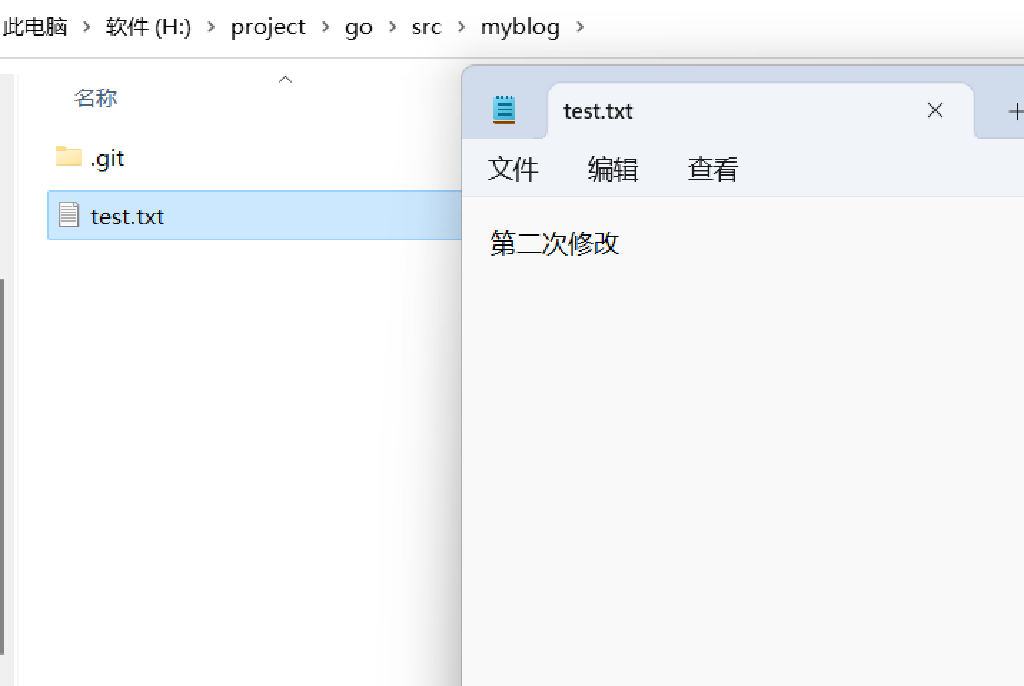 此电脑 > 软件 (H:) > project > go > src > myblog >
名称
.git
test.txt
test.txt
文件 编辑 查看
第二次修改